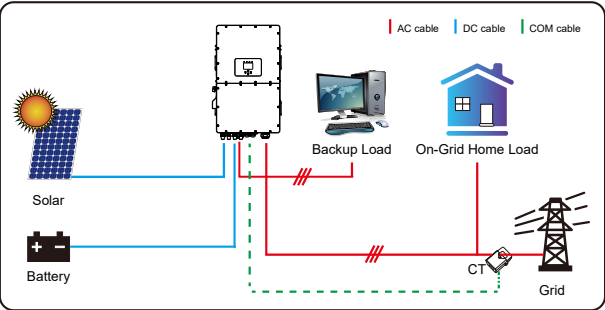 AC cable
DC cable
COM cable
Backup Load
On-Grid Home Load
Solar
Battery
CT
Grid